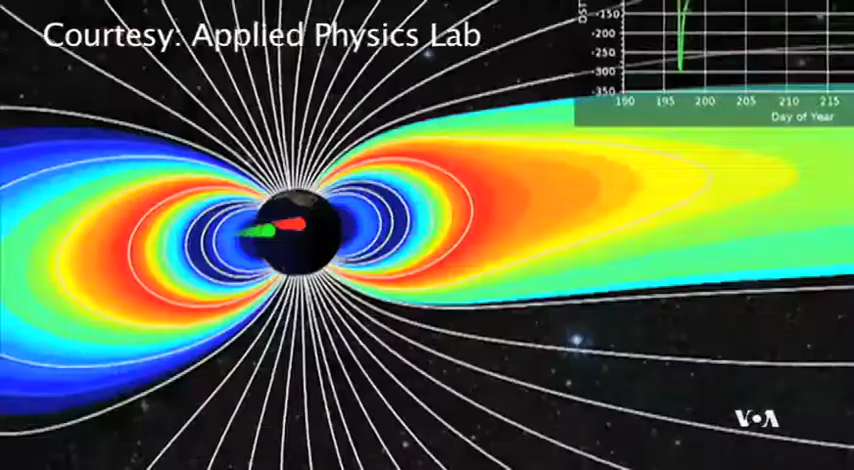 Courtesy: Applied Physics Lab
DST
-150
-200
-250
-300
-350
190 195 200 205 210 215
Day of Year
VOA